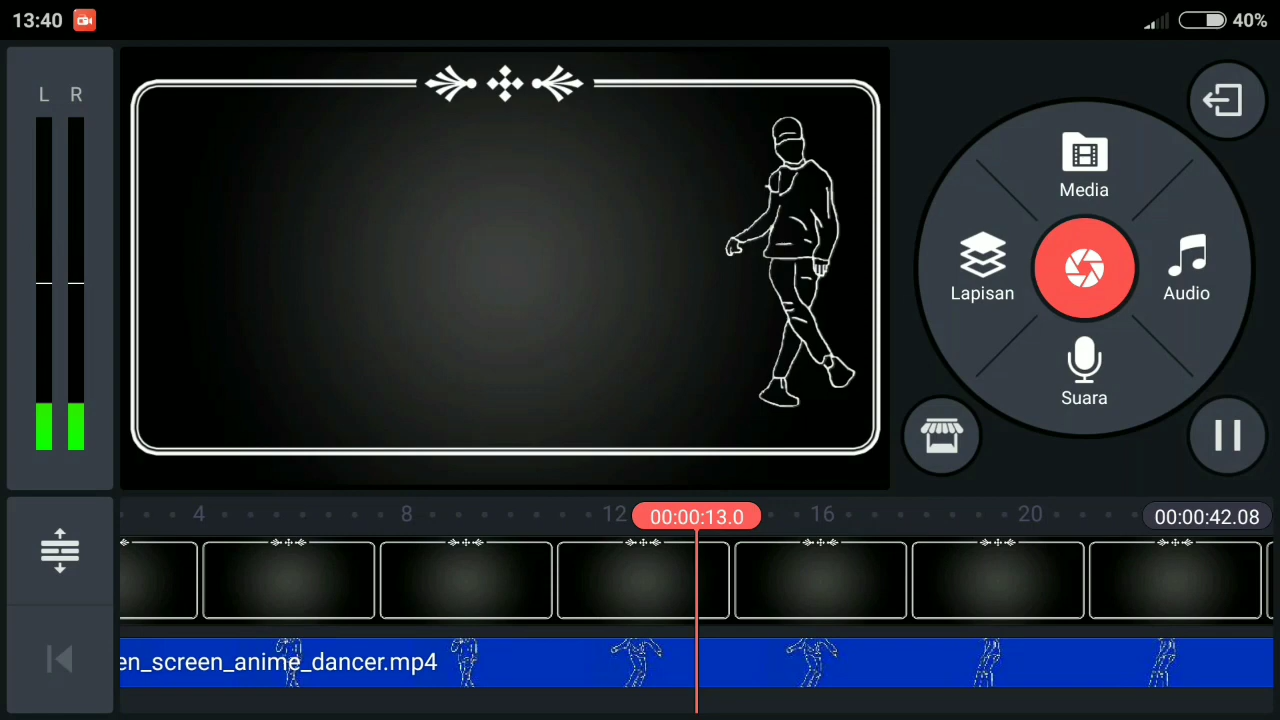 13:40
40%
L R
Media
Lapisan
Audio
Suara
4 8 12 00:00:13.0 16 20 00:00:42.08
en_screen_anime_dancer.mp4